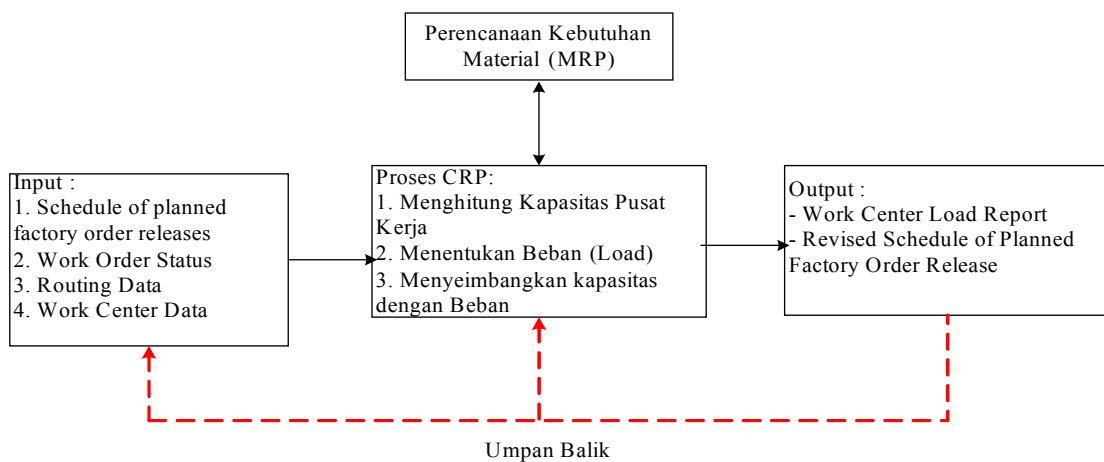 Perencanaan Kebutuhan
Material (MRP)
Input :
1. Schedule of planned
factory order releases
2. Work Order Status
3. Routing Data
4. Work Center Data
Proses CRP:
1. Menghitung Kapasitas Pusat
Kerja
2. Menentukan Beban (Load)
3. Menyeimbangkan kapasitas
dengan Beban
Output :
- Work Center Load Report
- Revised Schedule of Planned
Factory Order Release
Umpan Balik